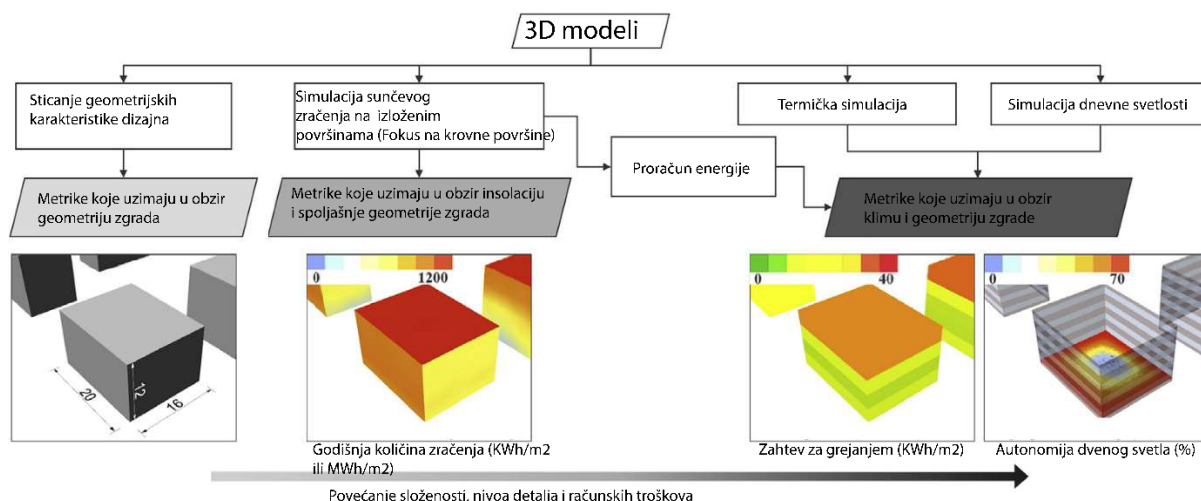 3D modeli
Sticanje geometrijskih
karakteristike dizajna
Simulacija sunčevog
zračenja na izloženim
površinama (Fokus na krovne površine)
Termička simulacija
Simulacija dnevne svetlosti
Proračun energije
Metrike koje uzimaju u obzir
geometriju zgrada
Metrike koje uzimaju u obzir insolaciju
i spoljašnje geometrije zgrada
Metrike koje uzimaju u obzir
klimu i geometriju zgrade
0 1200
0 40
0 70
20
12
16
Godišnja količina zračenja (KWh/m2
ili MWh/m2)
Zahtev za grejanjem (KWh/m2)
Autonomija dvenog svetla (%)
Povećanje složenosti, nivoa detalja i računskih troškova